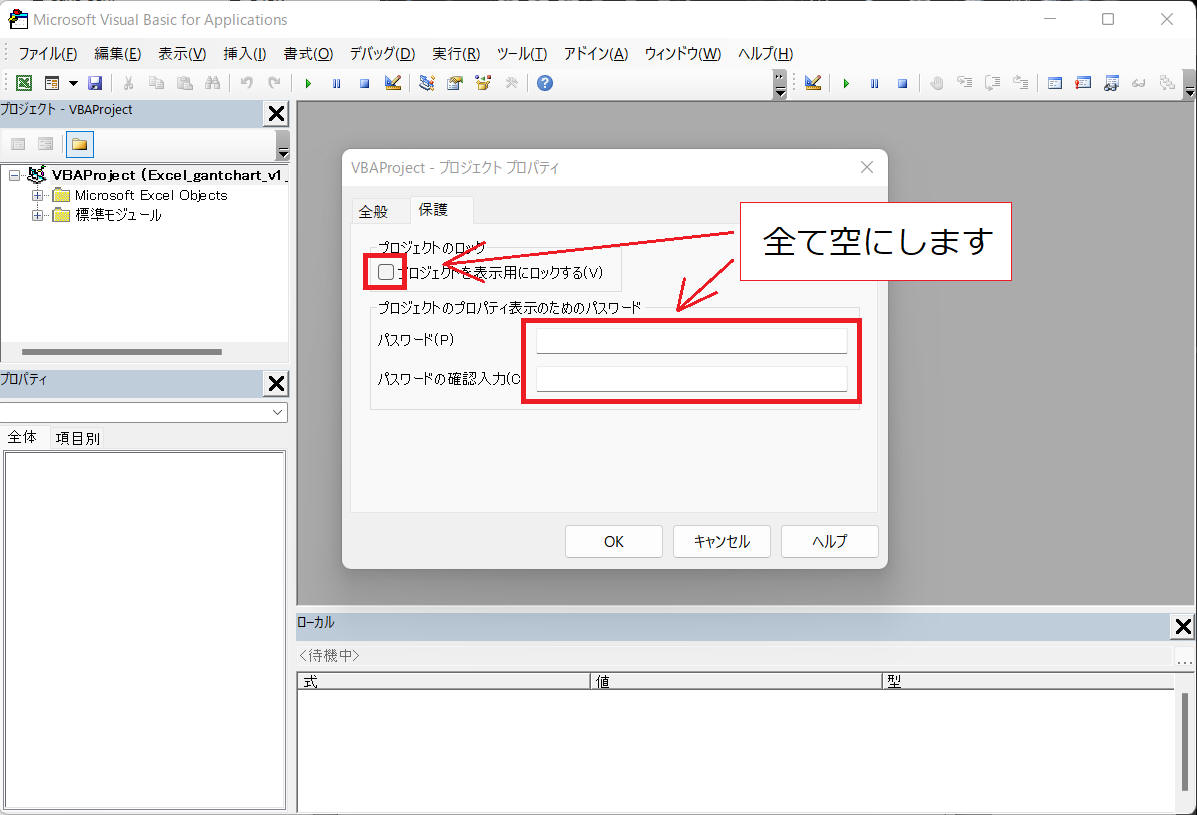 Microsoft Visual Basic for Applications
ファイル(F) 編集(E) 表示(V) 挿入(I) 書式(O) デバッグ(D) 実行(R) ツール(T) アドイン(A) ウィンドウ(W) ヘルプ(H)
プロジェクト - VBAProject
VBAProject (Excel_gantchart_v1_
Microsoft Excel Objects
標準モジュール
プロパティ
全体 項目別
VBAProject - プロジェクト プロパティ
全般 保護
プロジェクトのロック
プロジェクトを表示用にロックする(V)
プロジェクトのプロパティ表示のためのパスワード
パスワード(P)
パスワードの確認入力(C
OK キャンセル ヘルプ
全て空にします
ローカル
<待機中>
...
式 値 型